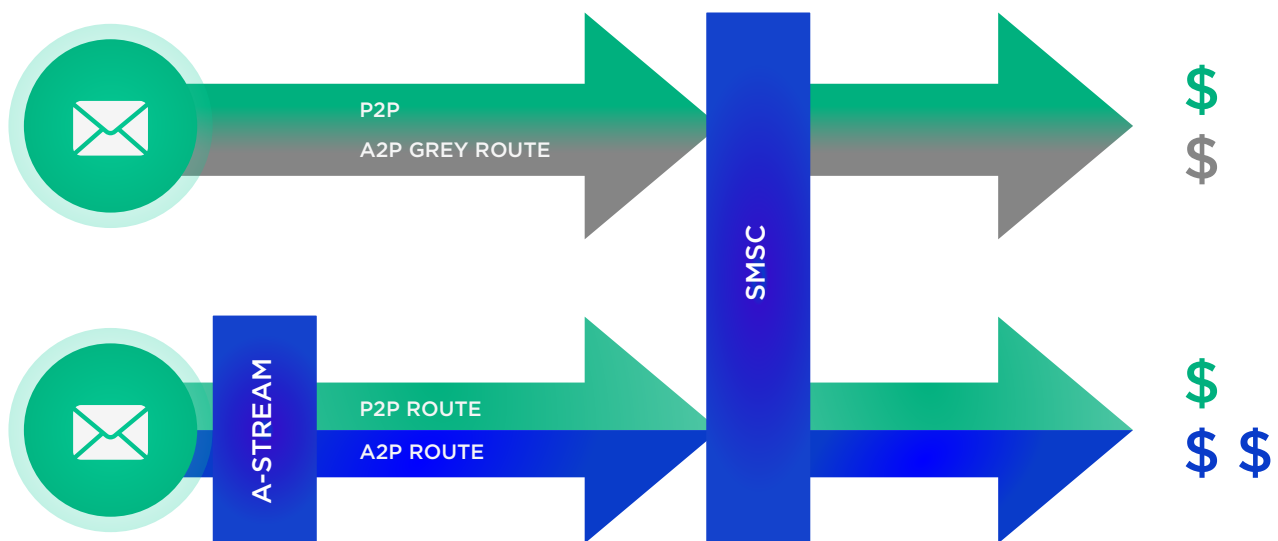 P2P
A2P GREY ROUTE
$
$
SMSC
A-STREAM
P2P ROUTE
A2P ROUTE
$
$ $